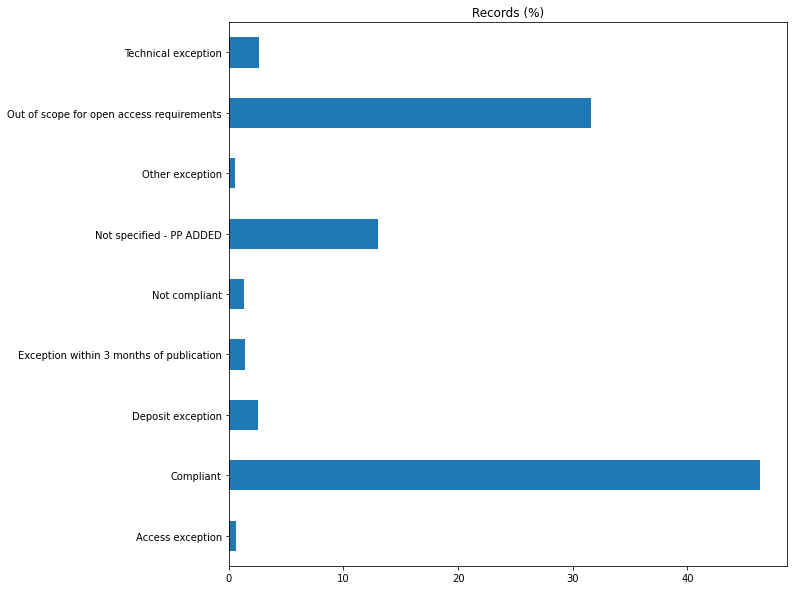 Records (%)
Technical exception
Out of scope for open access requirements
Other exception
Not specified - PP ADDED
Not compliant
Exception within 3 months of publication
Deposit exception
Compliant
Access exception
0 10 20 30 40